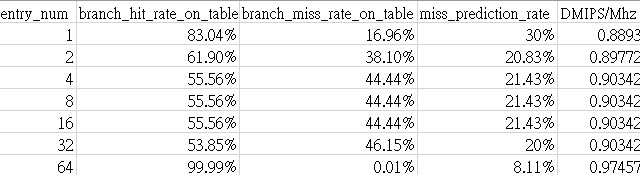 entry_num branch_hit_rate_on_table branch_miss_rate_on_table miss_prediction_rate DMIPS/Mhz
1 83.04% 16.96% 30% 0.8893
2 61.90% 38.10% 20.83% 0.89772
4 55.56% 44.44% 21.43% 0.90342
8 55.56% 44.44% 21.43% 0.90342
16 55.56% 44.44% 21.43% 0.90342
32 53.85% 46.15% 20% 0.90342
64 99.99% 0.01% 8.11% 0.97457